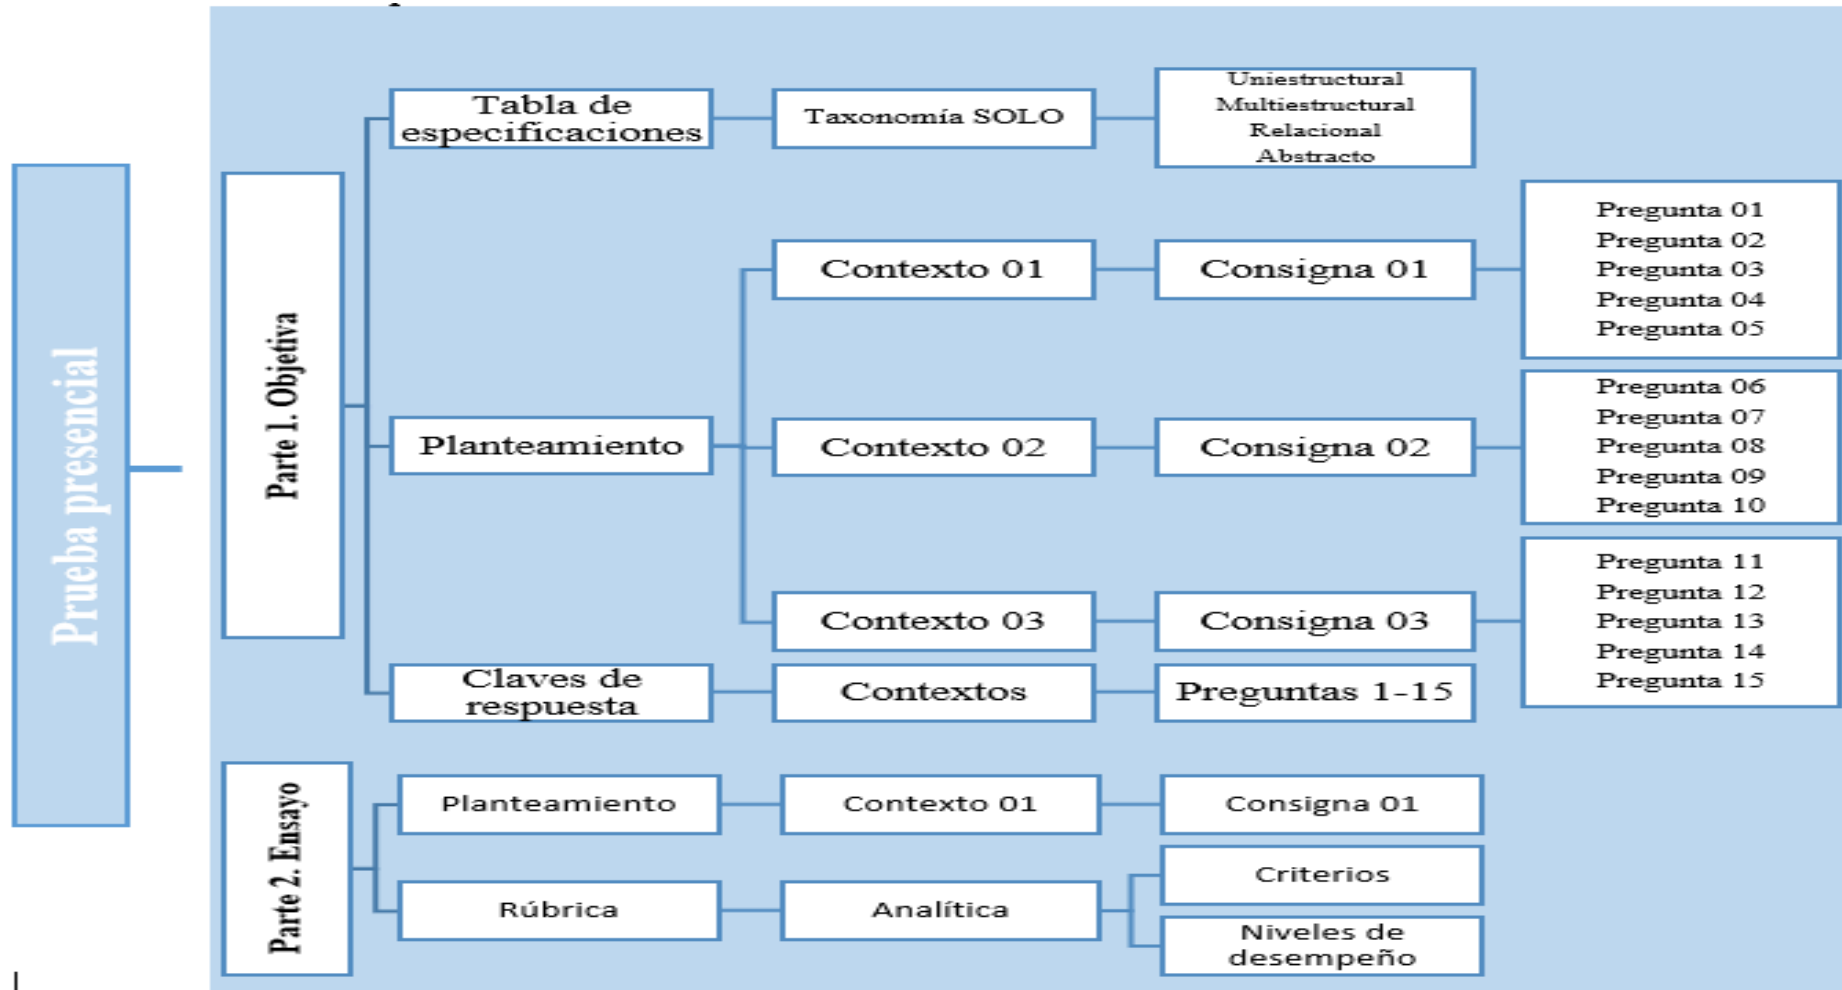 Prueba presencial
Parte 1. Objetiva
Tabla de
especificaciones
Taxonomía SOLO
Uniestructural
Multiestructural
Relacional
Abstracto
Planteamiento
Contexto 01
Consigna 01
Pregunta 01
Pregunta 02
Pregunta 03
Pregunta 04
Pregunta 05
Contexto 02
Consigna 02
Pregunta 06
Pregunta 07
Pregunta 08
Pregunta 09
Pregunta 10
Contexto 03
Consigna 03
Pregunta 11
Pregunta 12
Pregunta 13
Pregunta 14
Pregunta 15
Claves de
respuesta
Contextos
Preguntas 1-15
Parte 2. Ensayo
Planteamiento
Contexto 01
Consigna 01
Rúbrica
Analítica
Criterios
Niveles de
desempeño